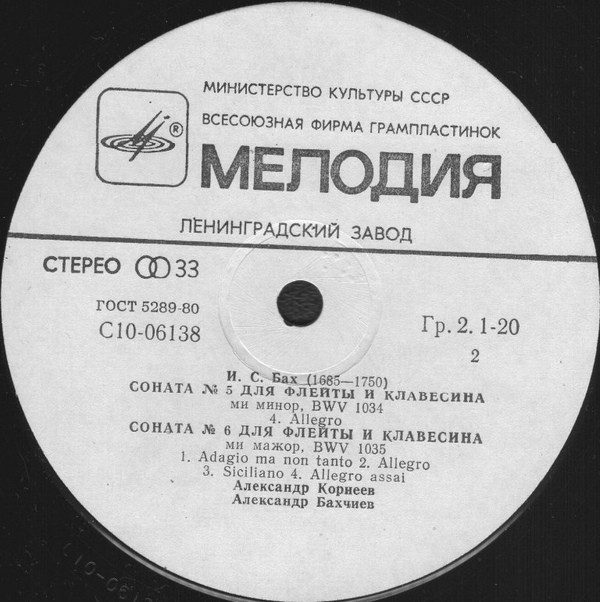 МИНИСТЕРСТВО КУЛЬТУРЫ СССР
ВСЕСОЮЗНАЯ ФИРМА ГРАМПЛАСТИНОК
®
МЕЛОДИЯ
ЛЕНИНГРАДСКИЙ ЗАВОД
СТЕРЕО 33
ГОСТ 5289-80
С10-06138
Гр. 2. 1-20
2
И. С. Бах (1685—1750)
СОНАТА № 5 ДЛЯ ФЛЕЙТЫ И КЛАВЕСИНА
ми минор, BWV 1034
4. Allegro
СОНАТА № 6 ДЛЯ ФЛЕЙТЫ И КЛАВЕСИНА
ми мажор, BWV 1035
1. Adagio ma non tanto 2. Allegro
3. Siciliano 4. Allegro assai
Александр Корнеев
Александр Бахчиев